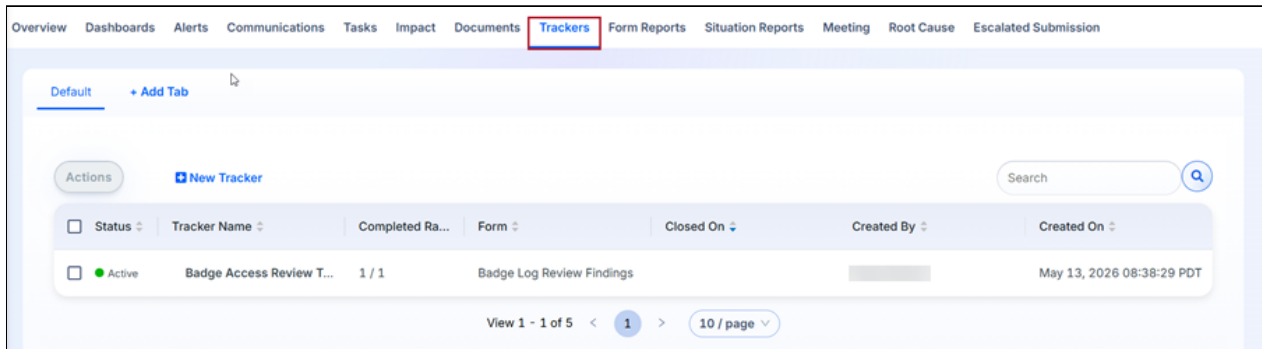 Overview Dashboards Alerts Communications Tasks Impact Documents Trackers Form Reports Situation Reports Meeting Root Cause Escalated Submission
Default + Add Tab
Actions New Tracker Search
Status Tracker Name Completed Ra... Form Closed On Created By Created On
Active Badge Access Review T... 1 / 1 Badge Log Review Findings May 13, 2026 08:38:29 PDT
View 1 - 1 of 5 < 1 > 10 / page